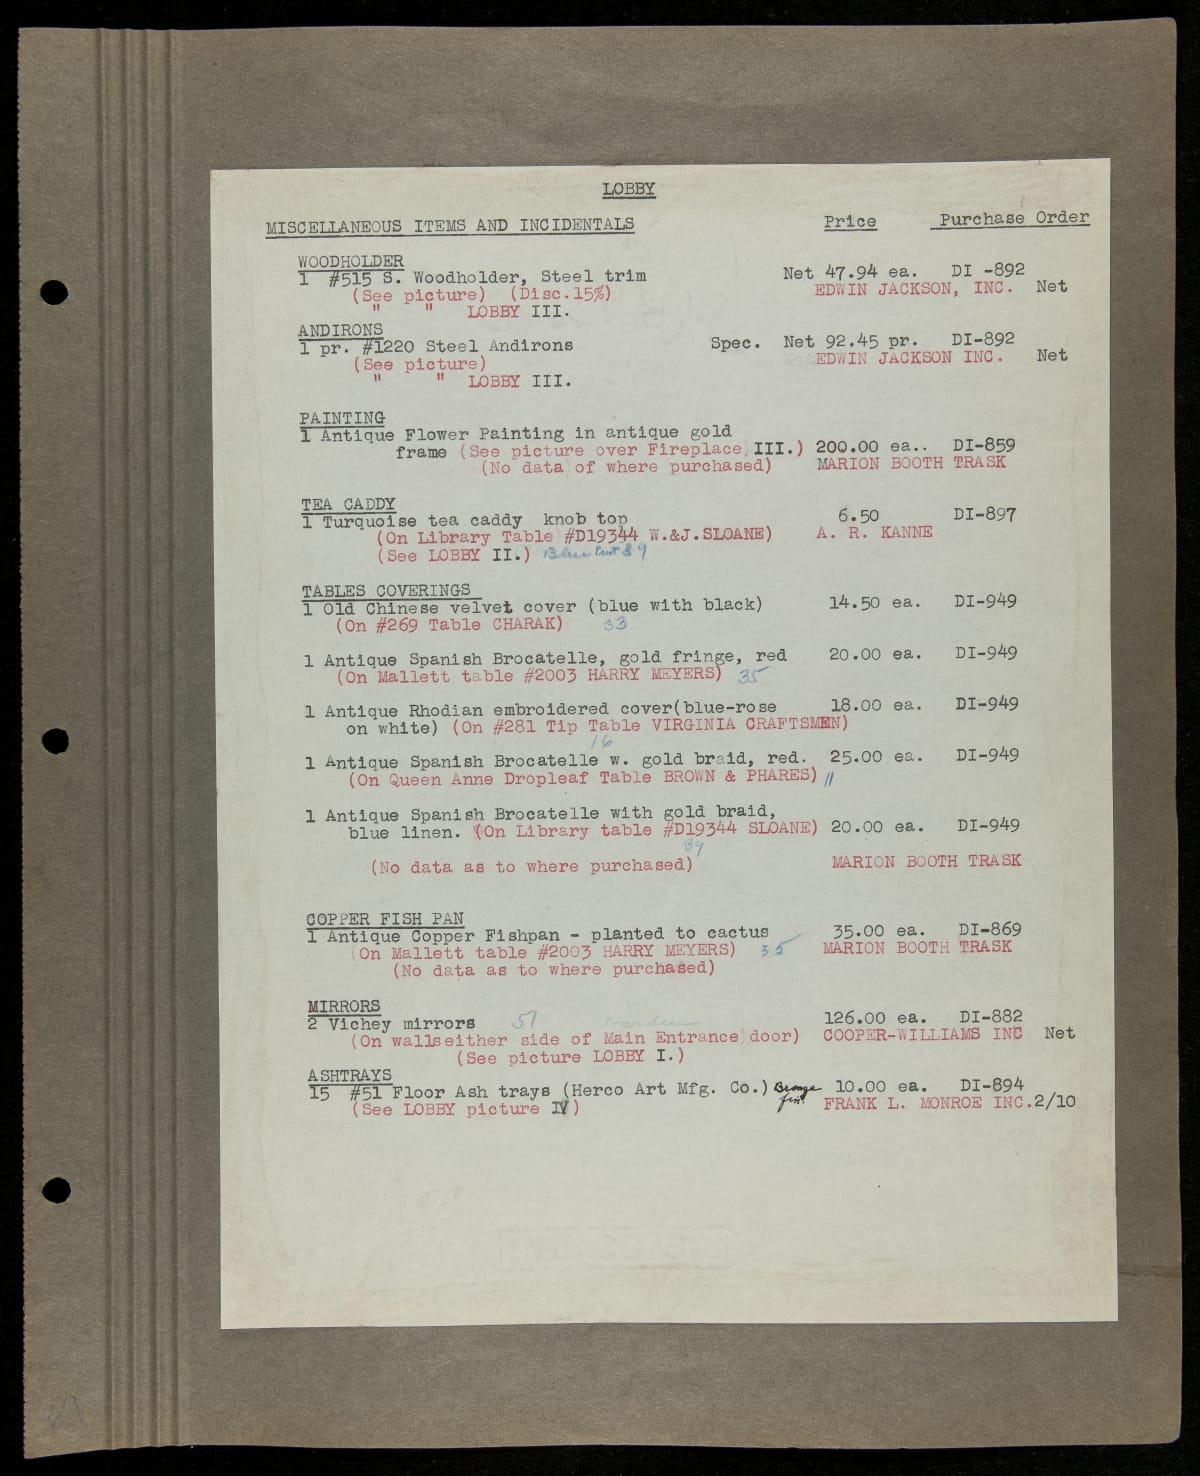 LOBBY
MISCELLANEOUS ITEMS AND INCIDENTALS Price Purchase Order
WOODHOLDER
1 #515 S. Woodholder, Steel trim Net 47.94 ea. DI -892
(See picture) (Disc.15%) EDWIN JACKSON, INC. Net
" " LOBBY III.
ANDIRONS
1 pr. #1220 Steel Andirons Spec. Net 92.45 pr. DI-892
(See picture) EDWIN JACKSON INC. Net
" " LOBBY III.
PAINTING
1 Antique Flower Painting in antique gold
frame (See picture over Fireplace III.) 200.00 ea.. DI-859
(No data of where purchased) MARION BOOTH TRASK
TEA CADDY
1 Turquoise tea caddy knob top 6.50 DI-897
(On Library Table #D19344 W.&J.SLOANE) A. R. KANNE
(See LOBBY II.) Blue Print 39
TABLES COVERINGS
1 Old Chinese velvet cover (blue with black) 14.50 ea. DI-949
(On #269 Table CHARAK) 33
1 Antique Spanish Brocatelle, gold fringe, red 20.00 ea. DI-949
(On Mallett table #2003 HARRY MEYERS) 35
1 Antique Rhodian embroidered cover(blue-rose 18.00 ea. DI-949
on white) (On #281 Tip Table VIRGINIA CRAFTSMEN)
16
1 Antique Spanish Brocatelle w. gold braid, red. 25.00 ea. DI-949
(On Queen Anne Dropleaf Table BROWN & PHARES) 11
1 Antique Spanish Brocatelle with gold braid,
blue linen. (On Library table #D19344 SLOANE) 20.00 ea. DI-949
39
(No data as to where purchased) MARION BOOTH TRASK
COPPER FISH PAN
1 Antique Copper Fishpan - planted to cactus 35.00 ea. DI-869
(On Mallett table #2003 HARRY MEYERS) 35 MARION BOOTH TRASK
(No data as to where purchased)
MIRRORS
2 Vichey mirrors 51 126.00 ea. DI-882
(On walls either side of Main Entrance door) COOPER-WILLIAMS INC Net
(See picture LOBBY I.)
ASHTRAYS
15 #51 Floor Ash trays (Herco Art Mfg. Co.) Bronze fin. 10.00 ea. DI-894
(See LOBBY picture IV) FRANK L. MONROE INC.2/10